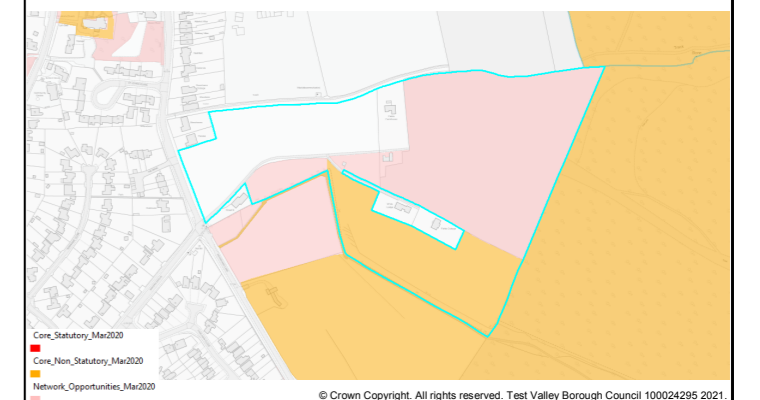 Core_Statutory_Mar2020
Core_Non_Statutory_Mar2020
Network_Opportunities_Mar2020
© Crown Copyright. All rights reserved. Test Valley Borough Council 100024295 2021.